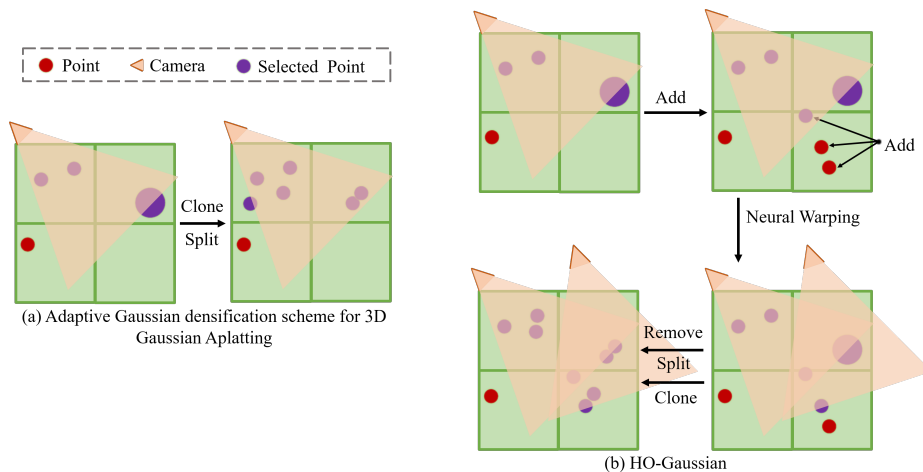 Point
Camera
Selected Point
Clone
Split
(a) Adaptive Gaussian densification scheme for 3D
Gaussian Aplatting
Add
Add
Neural Warping
Remove
Split
Clone
(b) HO-Gaussian